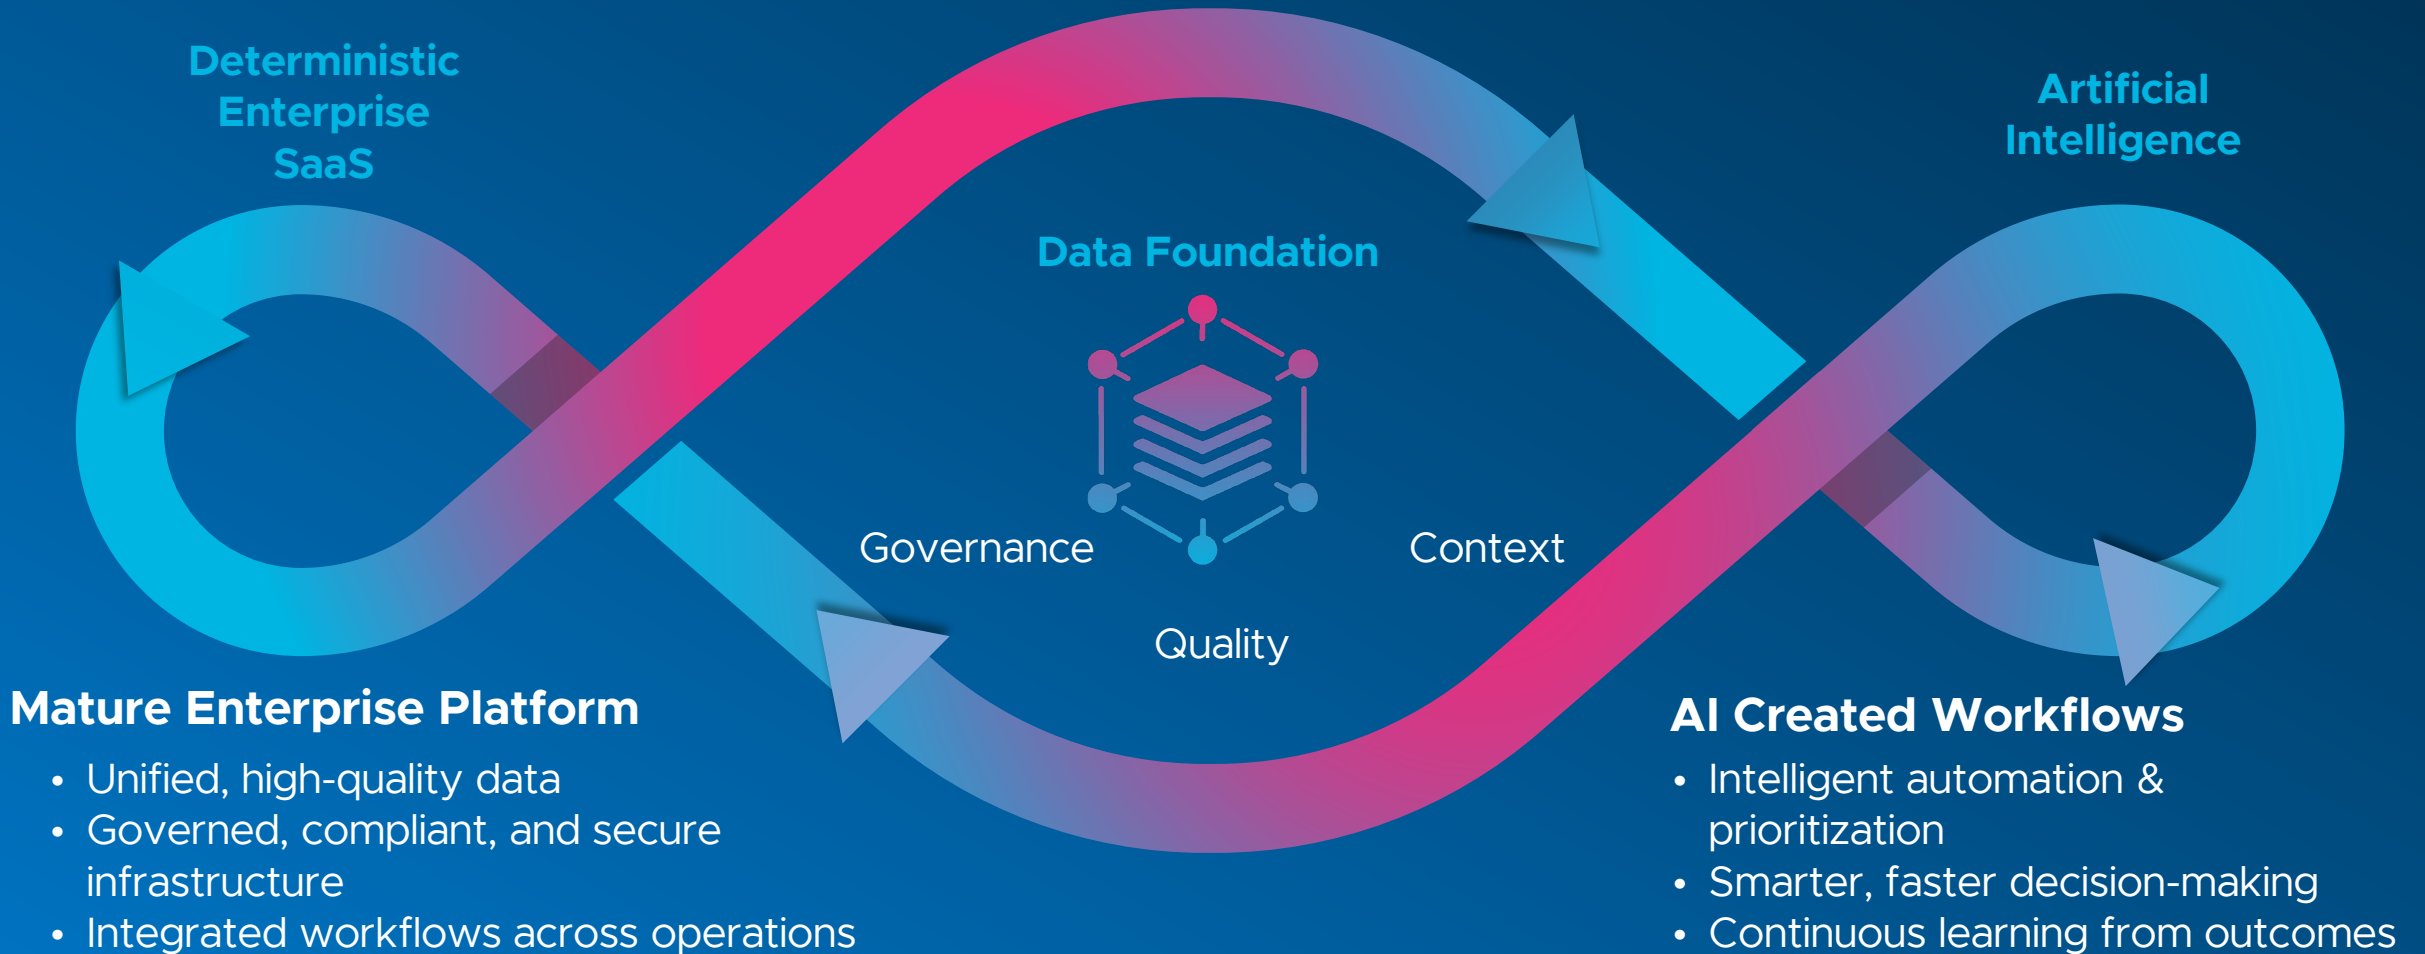 Deterministic
Enterprise
SaaS
Artificial
Intelligence
Data Foundation
Governance
Context
Quality
Mature Enterprise Platform
• Unified, high-quality data
• Governed, compliant, and secure
infrastructure
• Integrated workflows across operations
AI Created Workflows
• Intelligent automation &
prioritization
• Smarter, faster decision-making
• Continuous learning from outcomes